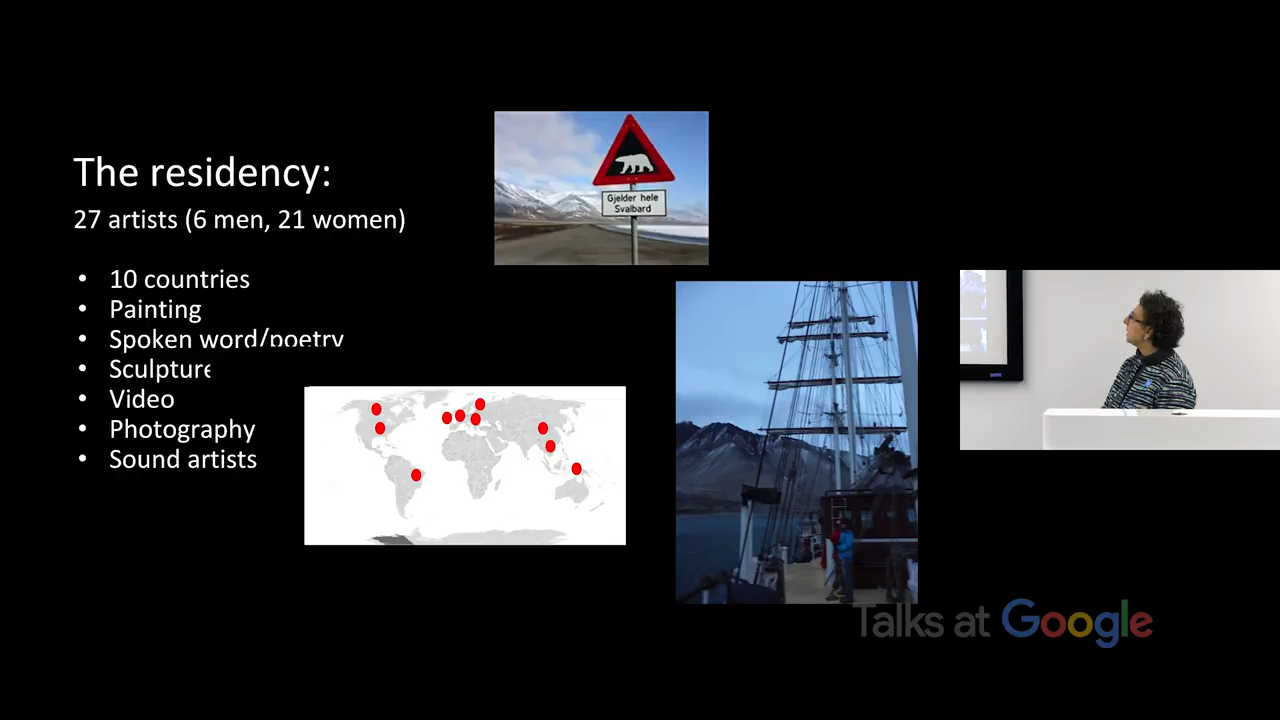 The residency:
27 artists (6 men, 21 women)
• 10 countries
• Painting
• Spoken word/poetry
• Sculpture
• Video
• Photography
• Sound artists
Gjelder hele
Svalbard
Talks at Google